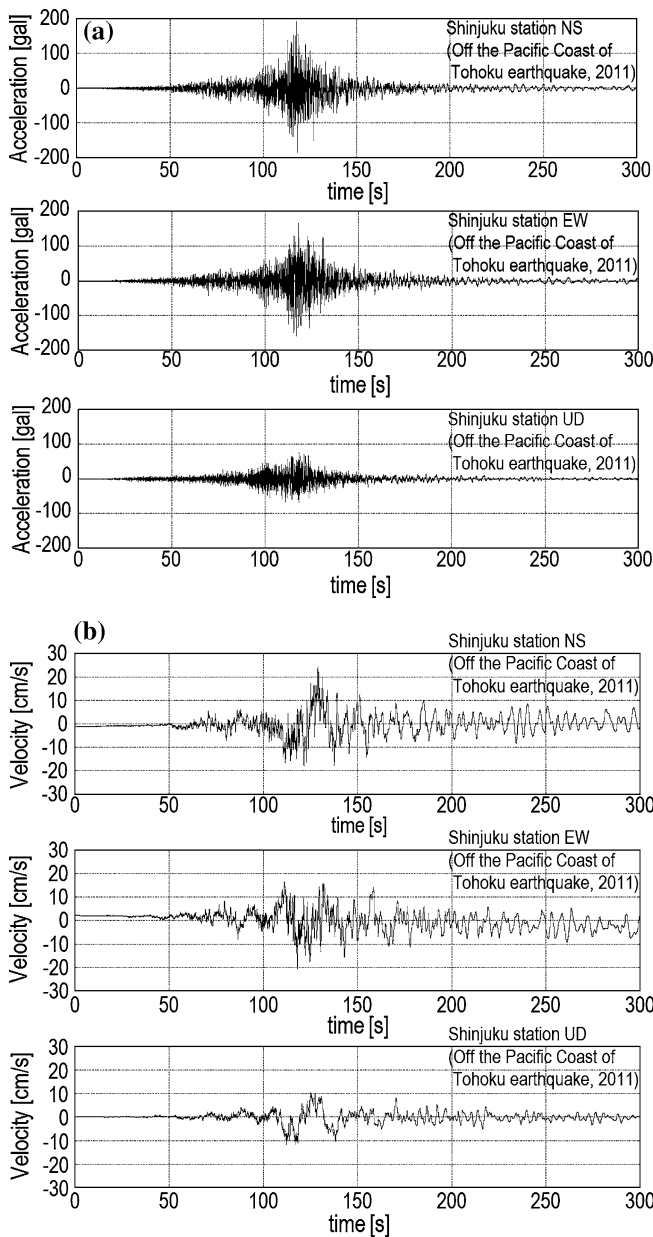 (a)
Shinjuku station NS
(Off the Pacific Coast of
Tohoku earthquake, 2011)
Acceleration [gal]
200
100
0
-100
-200
0 50 100 150 200 250 300
time [s]
Shinjuku station EW
(Off the Pacific Coast of
Tohoku earthquake, 2011)
Acceleration [gal]
200
100
0
-100
-200
0 50 100 150 200 250 300
time [s]
Shinjuku station UD
(Off the Pacific Coast of
Tohoku earthquake, 2011)
Acceleration [gal]
200
100
0
-100
-200
0 50 100 150 200 250 300
time [s]
(b)
Shinjuku station NS
(Off the Pacific Coast of
Tohoku earthquake, 2011)
Velocity [cm/s]
30
20
10
0
-10
-20
-30
0 50 100 150 200 250 300
time [s]
Shinjuku station EW
(Off the Pacific Coast of
Tohoku earthquake, 2011)
Velocity [cm/s]
30
20
10
0
-10
-20
-30
0 50 100 150 200 250 300
time [s]
Shinjuku station UD
(Off the Pacific Coast of
Tohoku earthquake, 2011)
Velocity [cm/s]
30
20
10
0
-10
-20
-30
0 50 100 150 200 250 300
time [s]